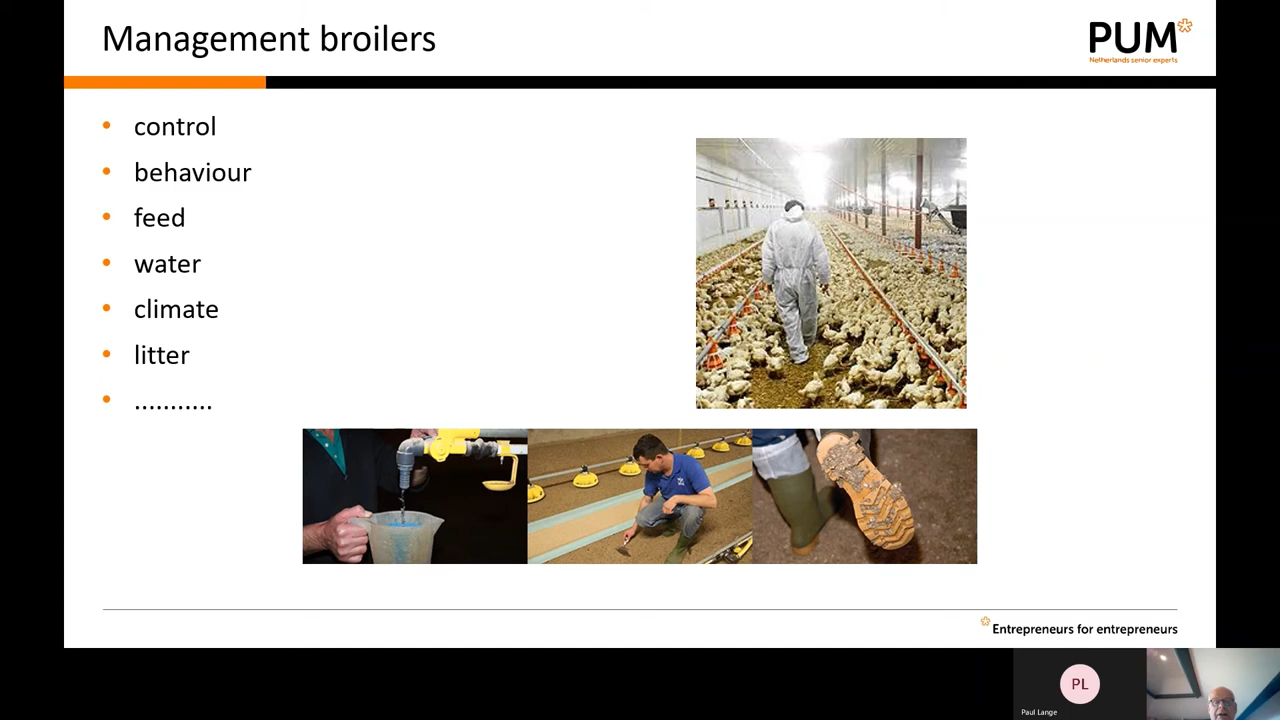 Management broilers
PUM
Netherlands senior experts
• control
• behaviour
• feed
• water
• climate
• litter
• ...........
Entrepreneurs for entrepreneurs
PL
Paul Lange